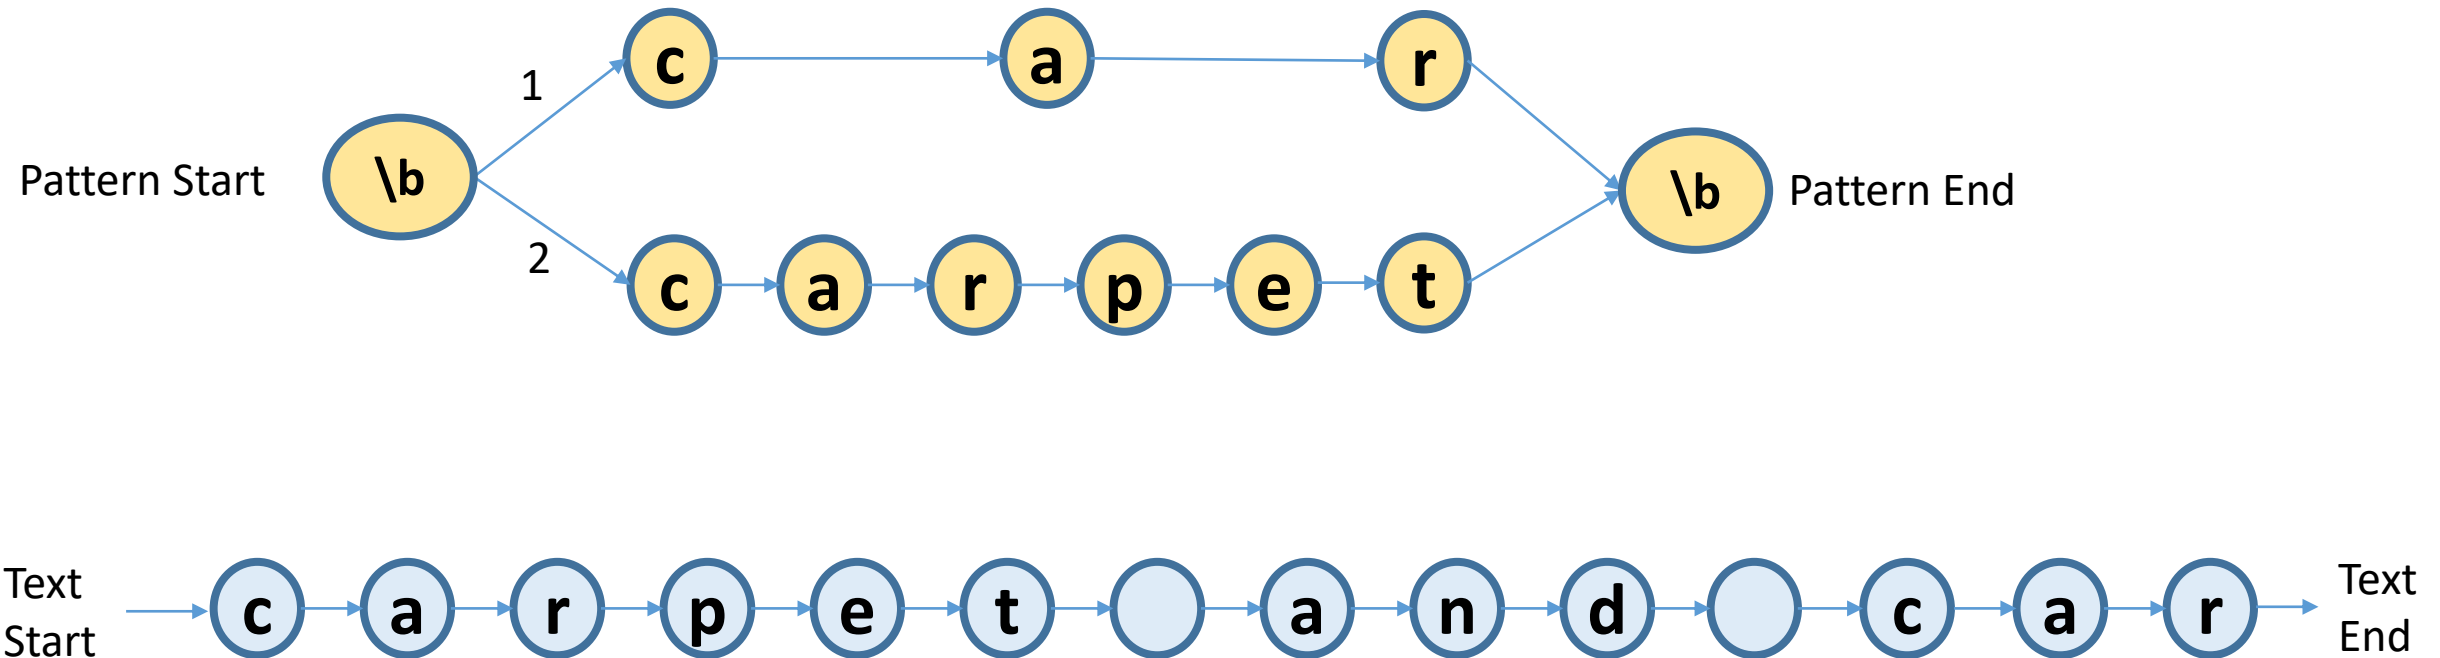 c a r
1
Pattern Start \b \b Pattern End
2
c a r p e t
Text Start c a r p e t a n d c a r Text End